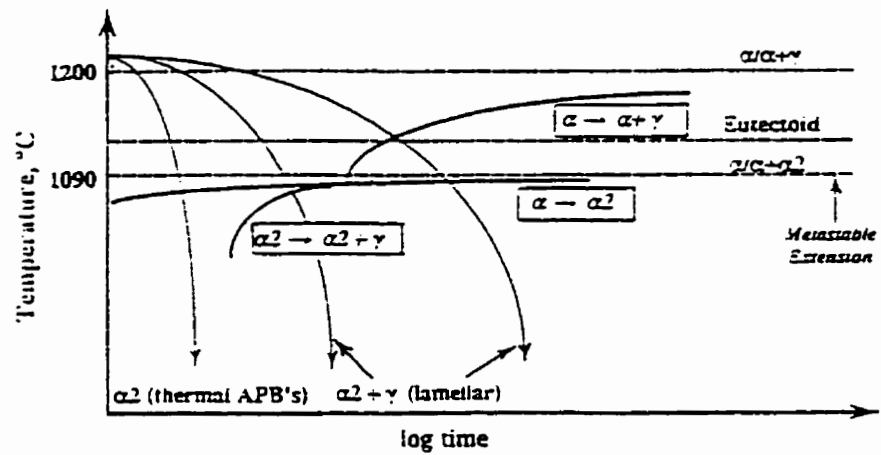 Temperature, °C
1200
1090
α/α+γ
α → α+γ
Eutectoid
α/α+α2
α → α2
α2 → α2 + γ
Metastable
Extension
α2 (thermal APB's)
α2 + γ (lamellar)
log time